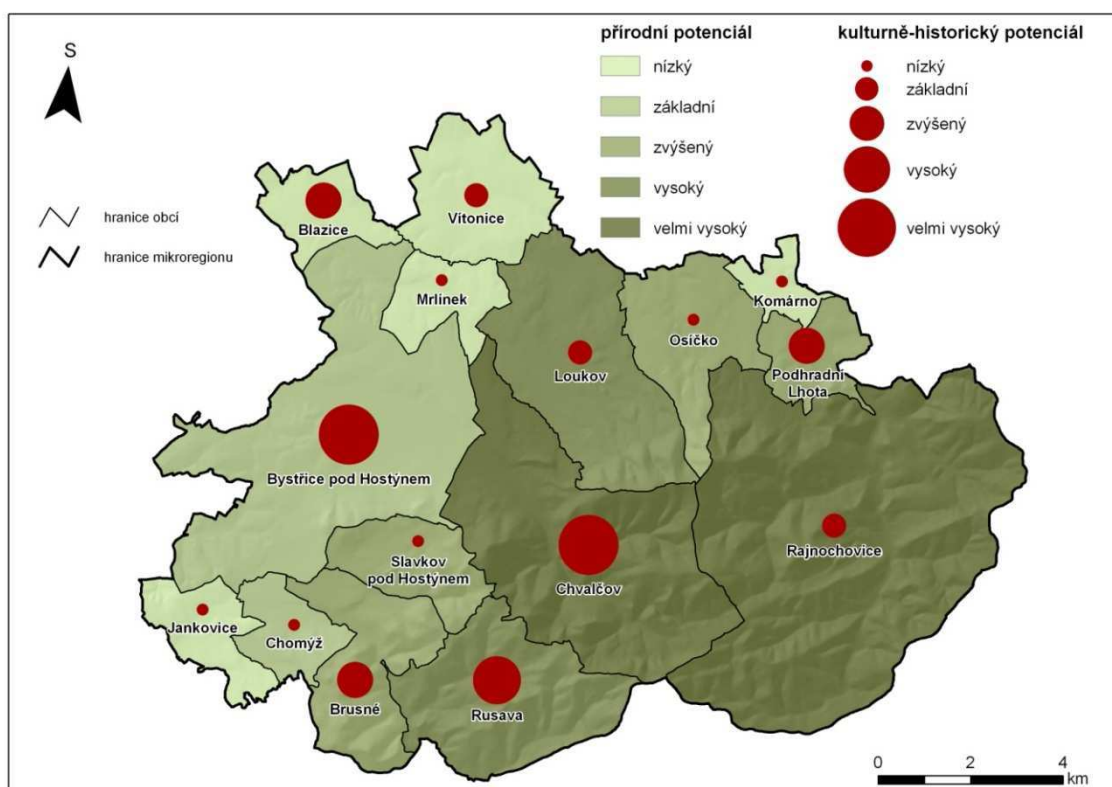 S
hranice obcí
hranice mikroregionu
přírodní potenciál
nízký
základní
zvýšený
vysoký
velmi vysoký
kulturně-historický potenciál
nízký
základní
zvýšený
vysoký
velmi vysoký
Blazice
Vítonice
Mrlínek
Komárno
Osíčko
Loukov
Podhradní
Lhota
Bystřice pod Hostýnem
Rajnochovice
Slavkov
pod Hostýnem
Chvalčov
Jankovice
Chomýž
Brusné
Rusava
0 2 4
km